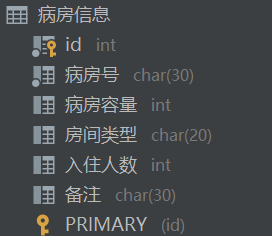 病房信息
id int
病房号 char(30)
病房容量 int
房间类型 char(20)
入住人数 int
备注 char(30)
PRIMARY (id)